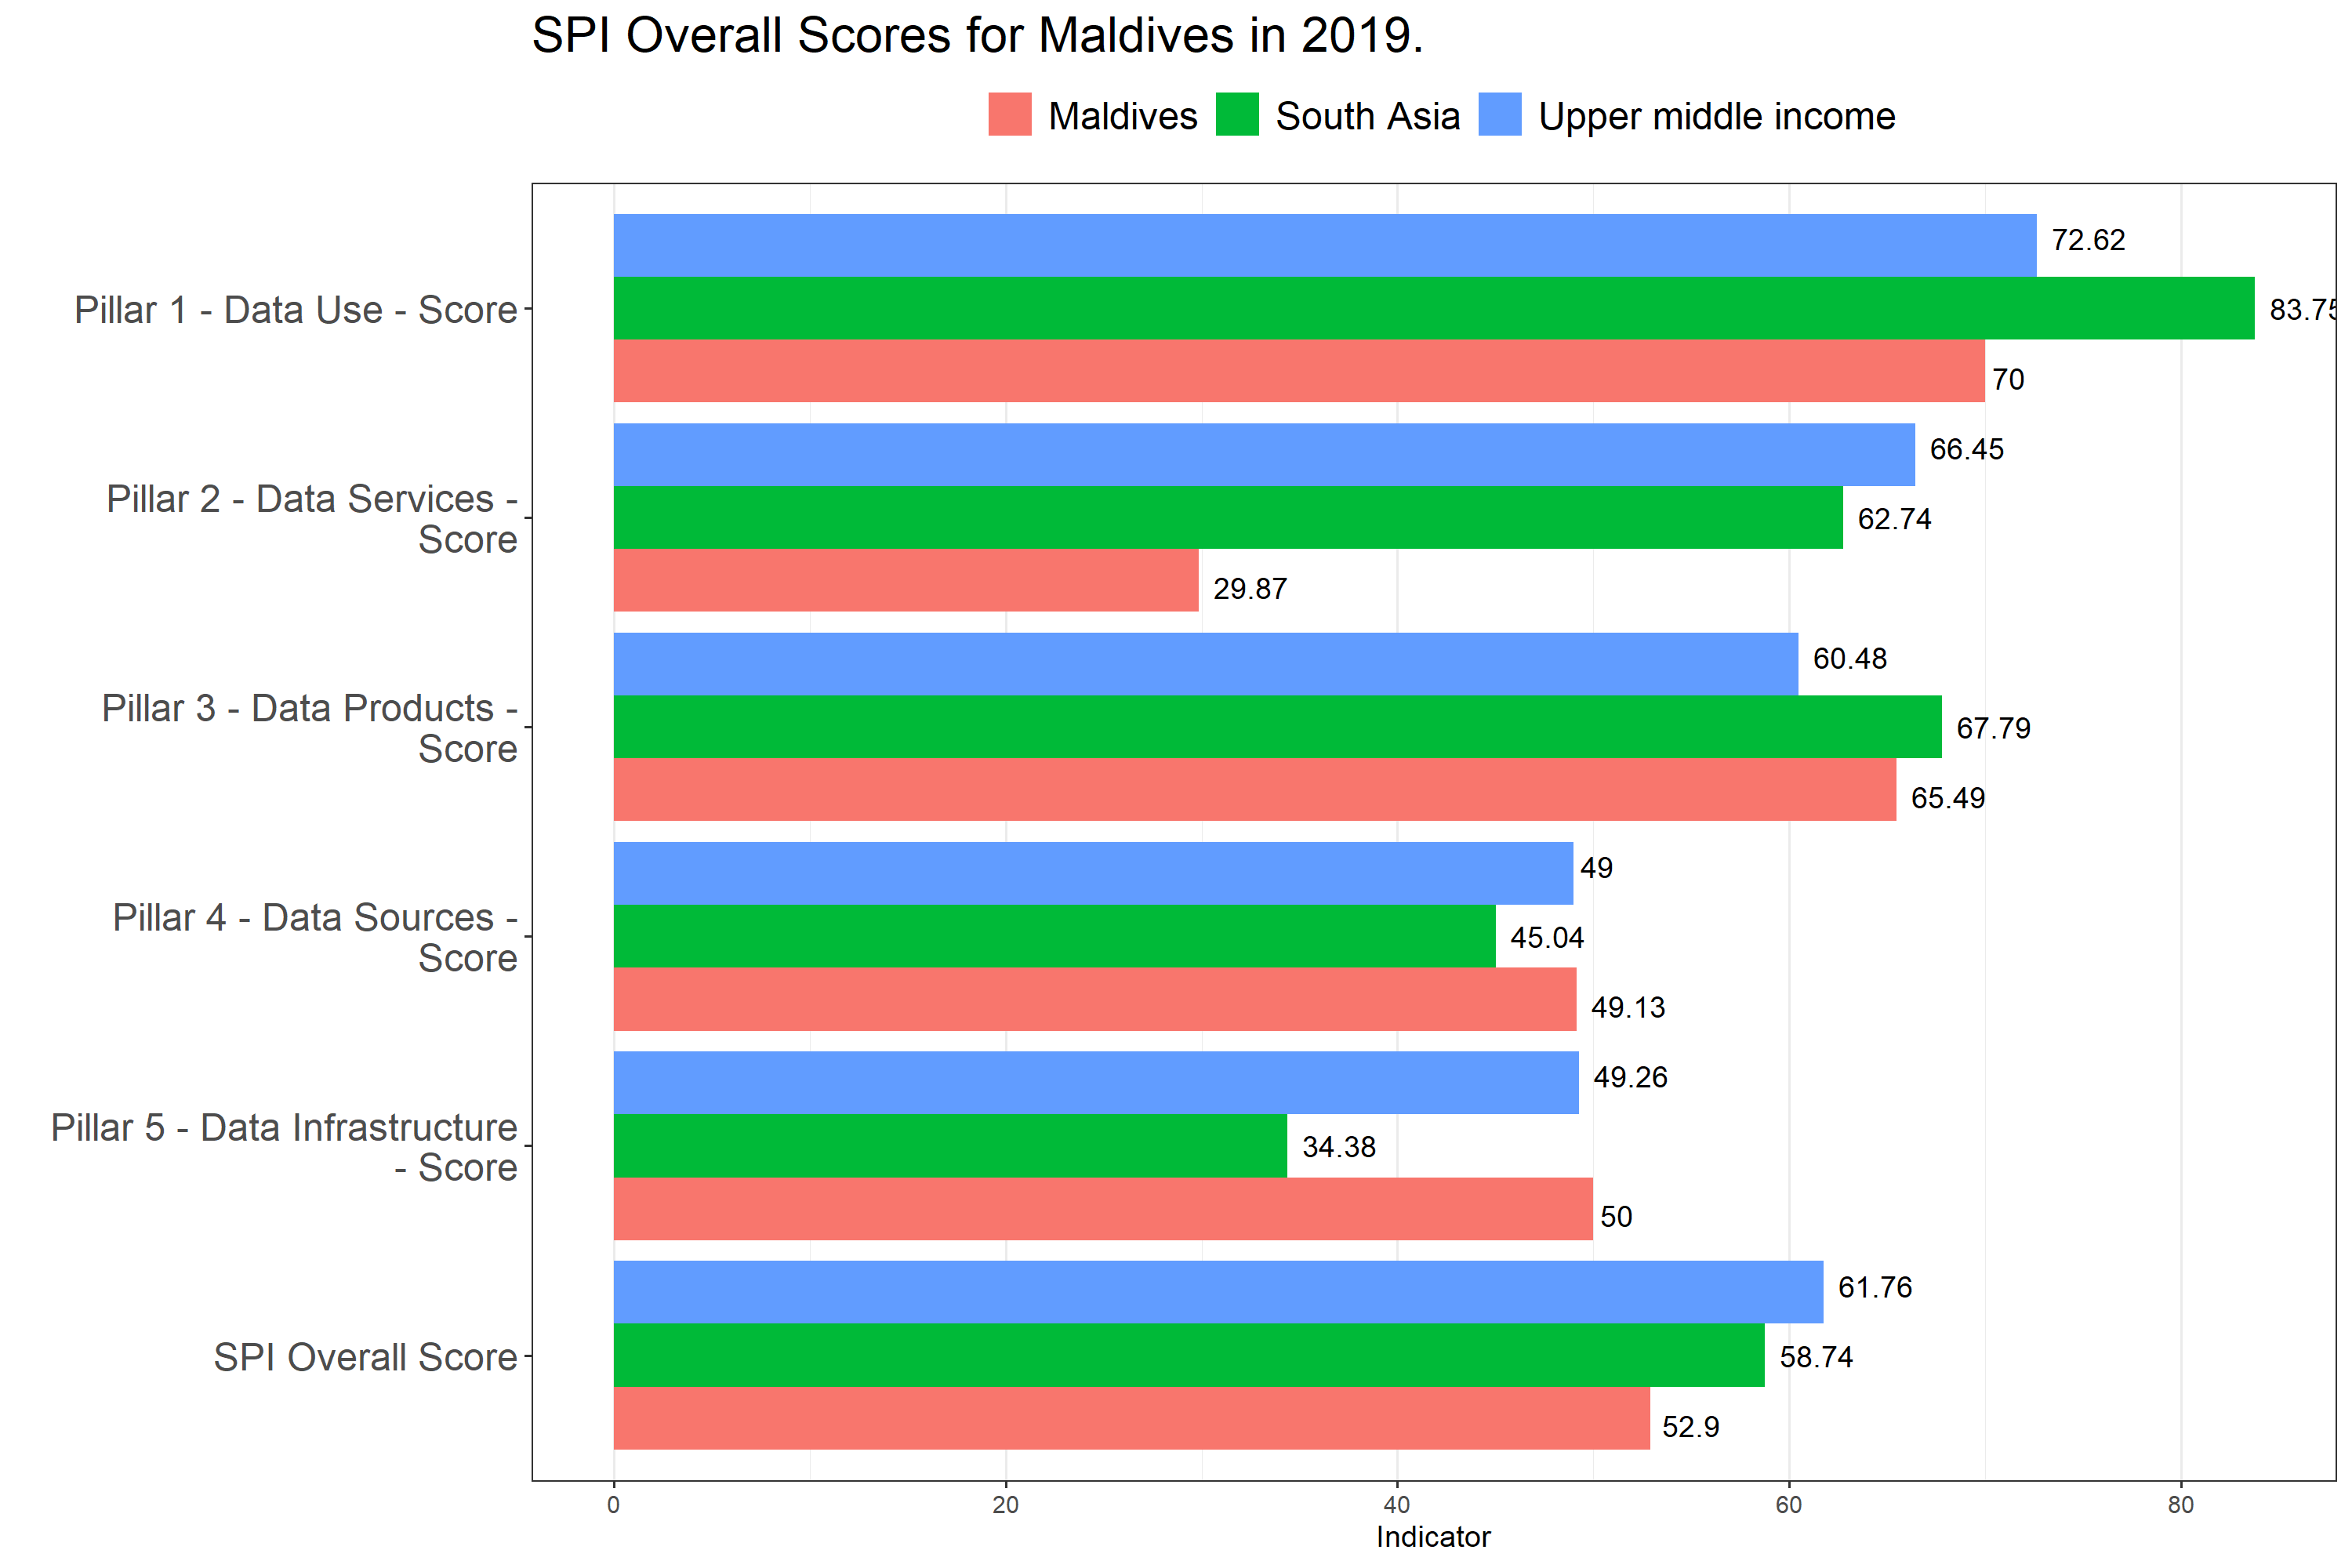 SPI Overall Scores for Maldives in 2019.
Maldives South Asia Upper middle income
Pillar 1 - Data Use - Score
72.62
83.75
70
Pillar 2 - Data Services -
Score
66.45
62.74
29.87
Pillar 3 - Data Products -
Score
60.48
67.79
65.49
Pillar 4 - Data Sources -
Score
49
45.04
49.13
Pillar 5 - Data Infrastructure
- Score
49.26
34.38
50
SPI Overall Score
61.76
58.74
52.9
0 20 40 60 80
Indicator